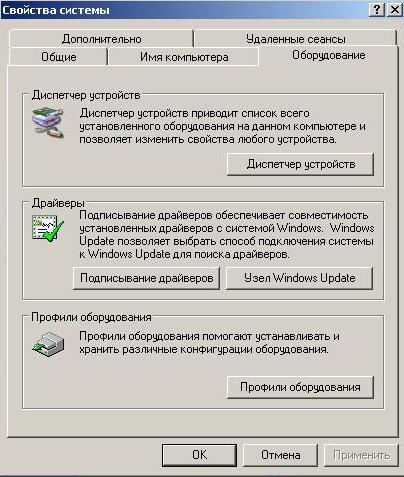 Свойства системы
Дополнительно
Удаленные сеансы
Общие
Имя компьютера
Оборудование
Диспетчер устройств
Диспетчер устройств приводит список всего
установленного оборудования на данном компьютере и
позволяет изменить свойства любого устройства.
Диспетчер устройств
Драйверы
Подписывание драйверов обеспечивает совместимость
установленных драйверов с системой Windows. Windows
Update позволяет выбрать способ подключения системы
к Windows Update для поиска драйверов.
Подписывание драйверов
Узел Windows Update
Профили оборудования
Профили оборудования помогают устанавливать и
хранить различные конфигурации оборудования.
Профили оборудования
OK
Отмена
Применить